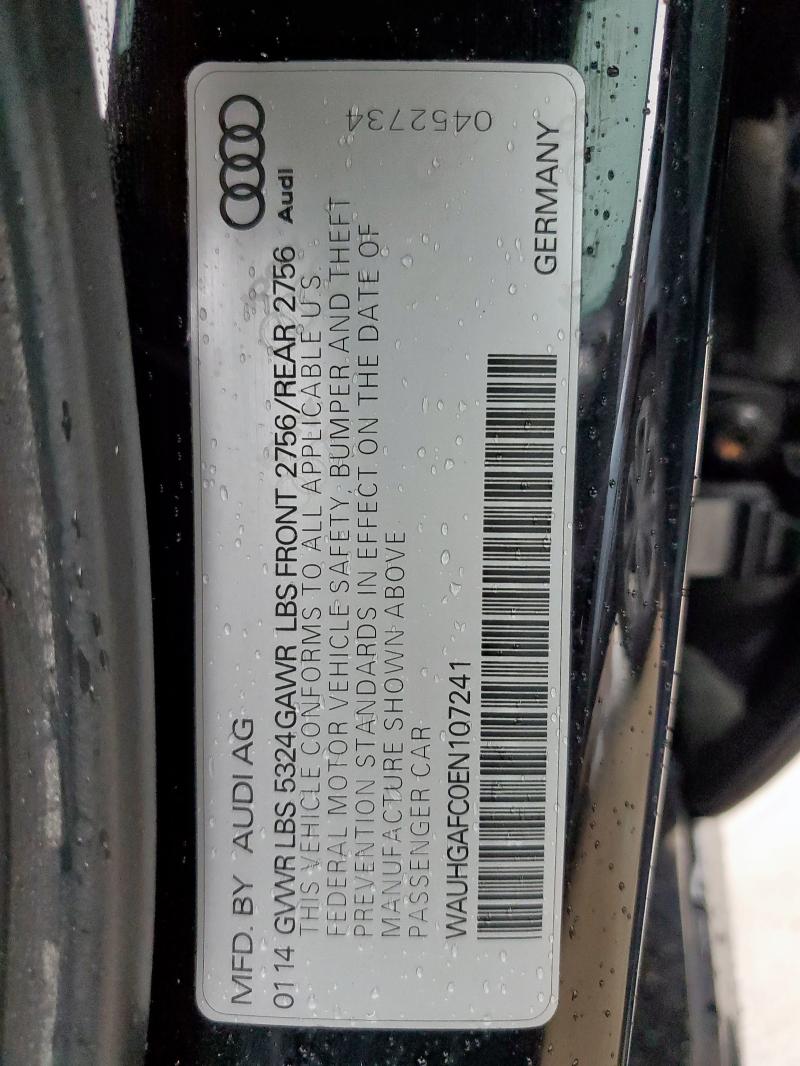 MFD. BY AUDI AG
Audi
0114 GVWR LBS 5324 GAWR LBS FRONT 2756/REAR 2756
THIS VEHICLE CONFORMS TO ALL APPLICABLE U.S.
FEDERAL MOTOR VEHICLE SAFETY, BUMPER AND THEFT
PREVENTION STANDARDS IN EFFECT ON THE DATE OF
MANUFACTURE SHOWN ABOVE
PASSENGER CAR
0452734
WAUHGAFC0EN107241
GERMANY